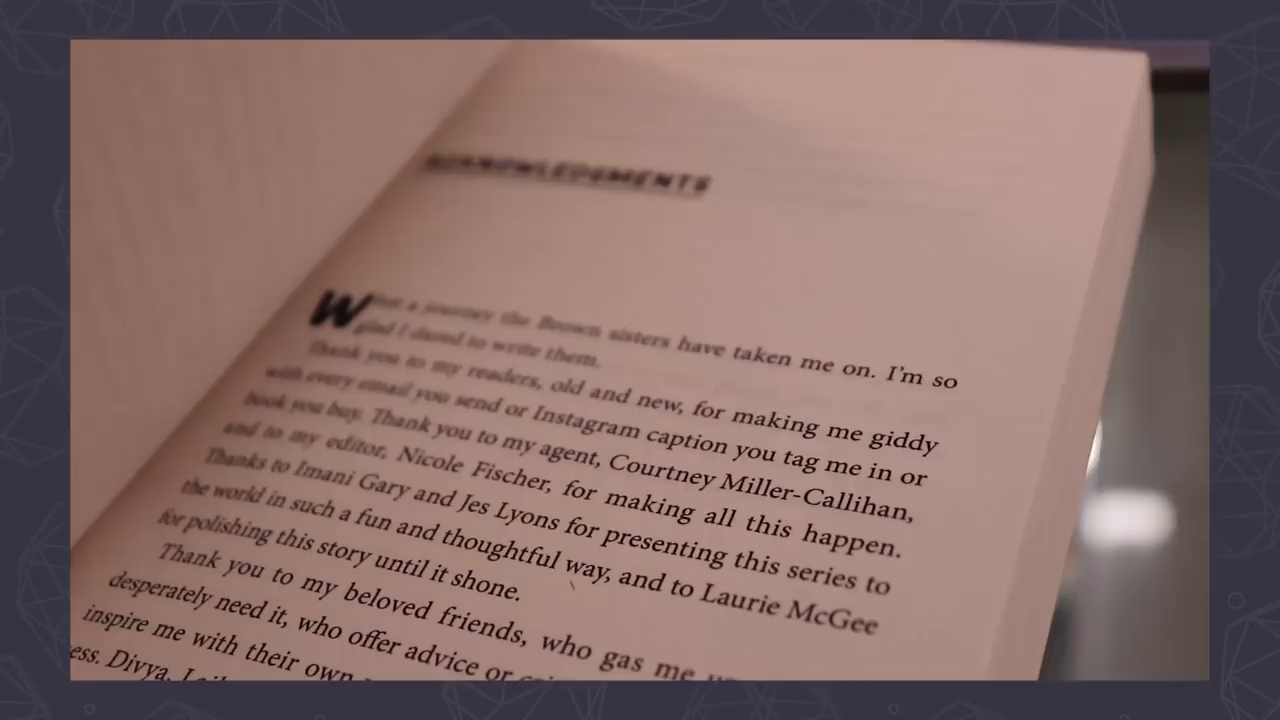 ACKNOWLEDGMENTS
What a journey the Brown sisters have taken me on. I'm so
glad I dared to write them.
Thank you to my readers, old and new, for making me giddy
with every email you send or Instagram caption you tag me in or
book you buy. Thank you to my agent, Courtney Miller-Callihan,
and to my editor, Nicole Fischer, for making all this happen.
Thanks to Imani Gary and Jes Lyons for presenting this series to
the world in such a fun and thoughtful way, and to Laurie McGee
for polishing this story until it shone.
Thank you to my beloved friends, who gas me
desperately need it, who offer advice or
inspire me with their own
ess. Divya,